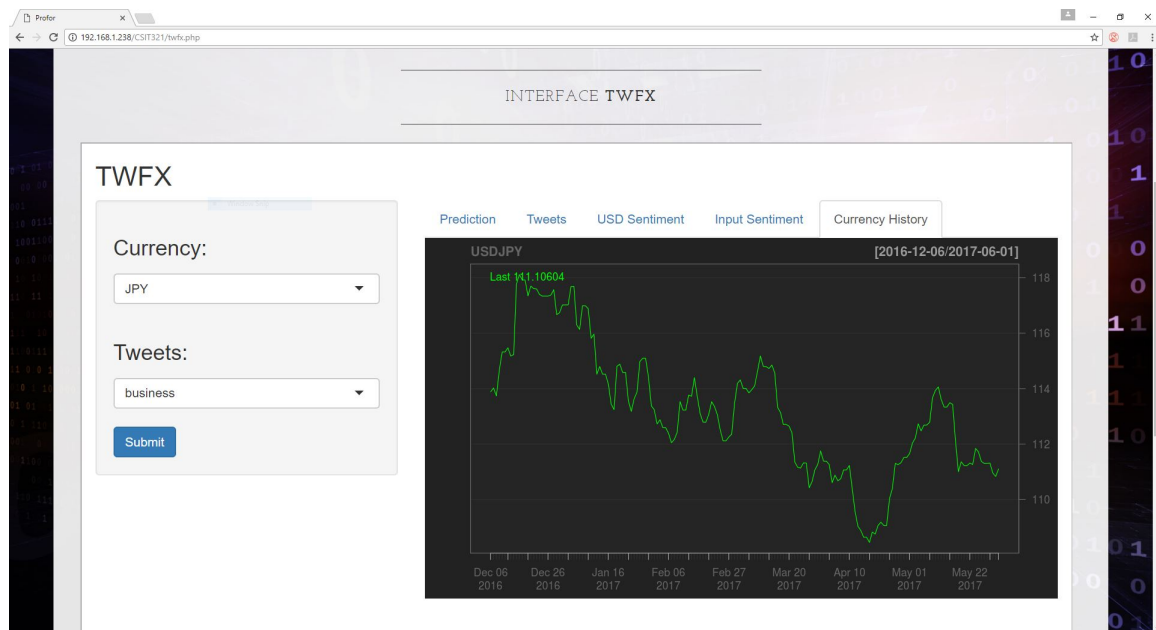 Profor
192.168.1.238/CSIT321/twfx.php
INTERFACE TWFX
TWFX
Currency:
JPY
Tweets:
business
Submit
Prediction Tweets USD Sentiment Input Sentiment Currency History
USDJPY [2016-12-06/2017-06-01]
Last 111.10604
118
116
114
112
110
Dec 06 Dec 26 Jan 16 Feb 06 Feb 27 Mar 20 Apr 10 May 01 May 22
2016 2016 2017 2017 2017 2017 2017 2017 2017